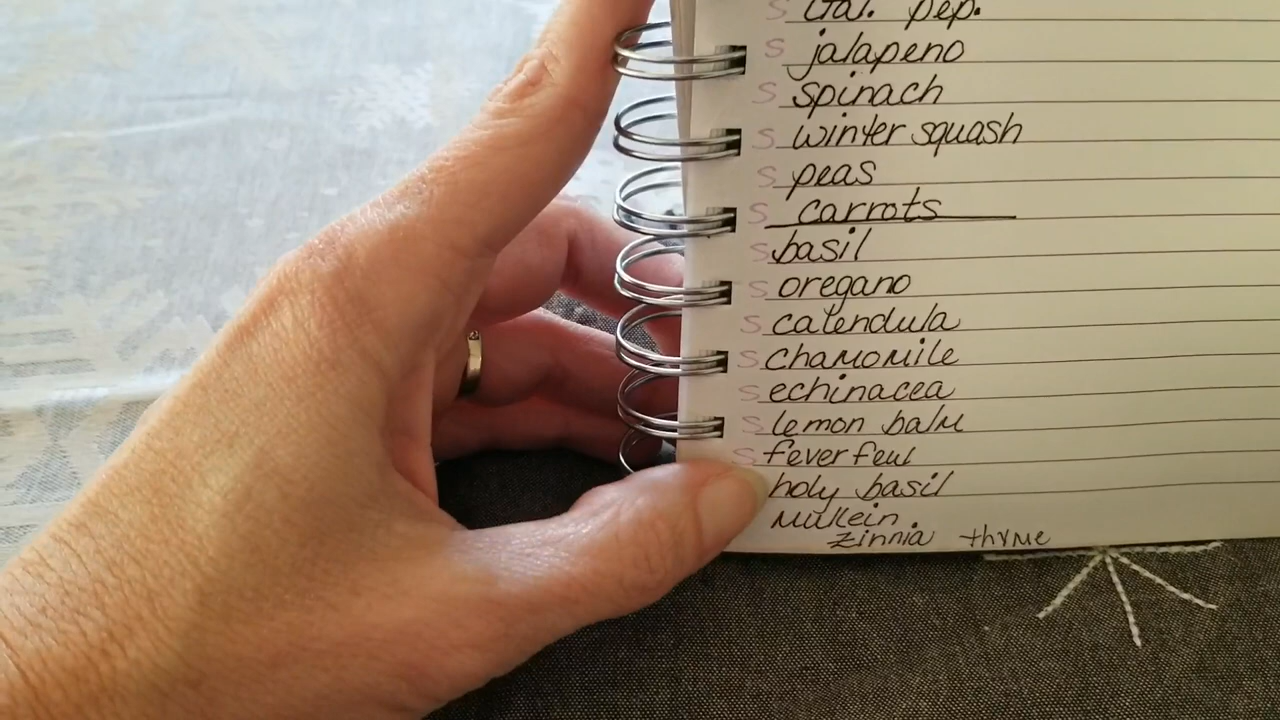 S Ital. pep.
S jalapeno
S spinach
S winter squash
S peas
S carrots
S basil
S oregano
S calendula
S chamomile
S echinacea
S lemon balm
S feverfew
holy basil
Mullein.
zinnia thyme